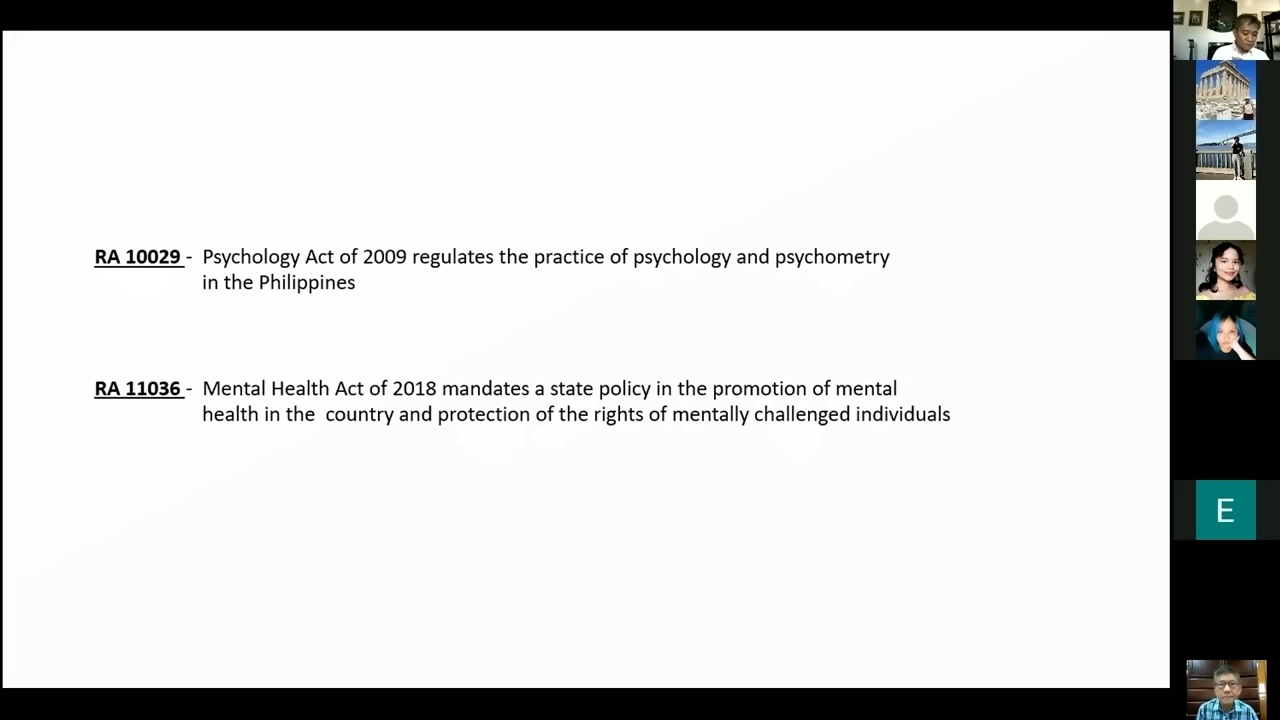 RA 10029 - Psychology Act of 2009 regulates the practice of psychology and psychometry
in the Philippines
RA 11036 - Mental Health Act of 2018 mandates a state policy in the promotion of mental
health in the country and protection of the rights of mentally challenged individuals
E